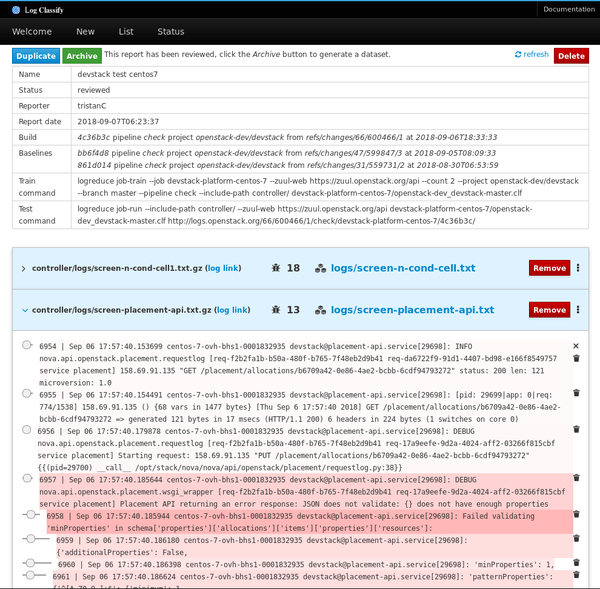 Log Classify
Documentation
Welcome New List Status
Duplicate Archive This report has been reviewed, click the Archive button to generate a dataset. refresh Delete
Name devstack test centos7
Status reviewed
Reporter tristanC
Report date 2018-09-07T06:23:37
Build 4c36b3c pipeline check project openstack-dev/devstack from refs/changes/66/600466/1 at 2018-09-06T18:33:33
Baselines bb6f4d8 pipeline check project openstack-dev/devstack from refs/changes/47/599847/3 at 2018-09-05T08:09:33
861d014 pipeline check project openstack-dev/devstack from refs/changes/31/559731/2 at 2018-08-30T06:53:59
Train command logreduce job-train --job devstack-platform-centos-7 --zuul-web https://zuul.openstack.org/api --count 2 --project openstack-dev/devstack
--branch master --pipeline check --include-path controller/ devstack-platform-centos-7/openstack-dev_devstack-master.clf
Test command logreduce job-run --include-path controller/ --zuul-web https://zuul.openstack.org/api devstack-platform-centos-7/openstack-
dev_devstack-master.clf http://logs.openstack.org/66/600466/1/check/devstack-platform-centos-7/4c36b3c/
controller/logs/screen-n-cond-cell1.txt.gz (log link) 18 logs/screen-n-cond-cell.txt Remove
controller/logs/screen-placement-api.txt.gz (log link) 13 logs/screen-placement-api.txt Remove
6954 | Sep 06 17:57:40.153699 centos-7-ovh-bhs1-0001832935 devstack@placement-api.service[29698]: INFO
nova.api.openstack.placement.requestlog [req-f2b2fa1b-b50a-480f-b765-7f48eb2d9b41 req-da6722f9-91d1-4407-bd98-e166f8549757
service placement] 158.69.91.135 "GET /placement/allocations/b6709a42-0e86-4ae2-bcbb-6cdf94793272" status: 200 len: 121
microversion: 1.0
6955 | Sep 06 17:57:40.154491 centos-7-ovh-bhs1-0001832935 devstack@placement-api.service[29698]: [pid: 29699|app: 0|req:
774/1538] 158.69.91.135 () {68 vars in 1477 bytes} [Thu Sep 6 17:57:40 2018] GET /placement/allocations/b6709a42-0e86-4ae2-
bcbb-6cdf94793272 => generated 121 bytes in 17 msecs (HTTP/1.1 200) 6 headers in 224 bytes (1 switches on core 0)
6956 | Sep 06 17:57:40.179878 centos-7-ovh-bhs1-0001832935 devstack@placement-api.service[29698]: DEBUG
nova.api.openstack.placement.requestlog [req-f2b2fa1b-b50a-480f-b765-7f48eb2d9b41 req-17a9eefe-9d2a-4024-aff2-03266f815cbf
service placement] Starting request: 158.69.91.135 "PUT /placement/allocations/b6709a42-0e86-4ae2-bcbb-6cdf94793272"
{{(pid=29700) __call__ /opt/stack/nova/nova/api/openstack/placement/requestlog.py:38}}
6957 | Sep 06 17:57:40.185644 centos-7-ovh-bhs1-0001832935 devstack@placement-api.service[29698]: DEBUG
nova.api.openstack.placement.wsgi_wrapper [req-f2b2fa1b-b50a-480f-b765-7f48eb2d9b41 req-17a9eefe-9d2a-4024-aff2-03266f815cbf
service placement] Placement API returning an error response: JSON does not validate: {} does not have enough properties
6958 | Sep 06 17:57:40.185944 centos-7-ovh-bhs1-0001832935 devstack@placement-api.service[29698]: Failed validating
'minProperties' in schema['properties']['allocations']['items']['properties']['resources']:
6959 | Sep 06 17:57:40.186180 centos-7-ovh-bhs1-0001832935 devstack@placement-api.service[29698]:
{'additionalProperties': False,
6960 | Sep 06 17:57:40.186398 centos-7-ovh-bhs1-0001832935 devstack@placement-api.service[29698]: 'minProperties': 1,
6961 | Sep 06 17:57:40.186624 centos-7-ovh-bhs1-0001832935 devstack@placement-api.service[29698]: 'patternProperties':